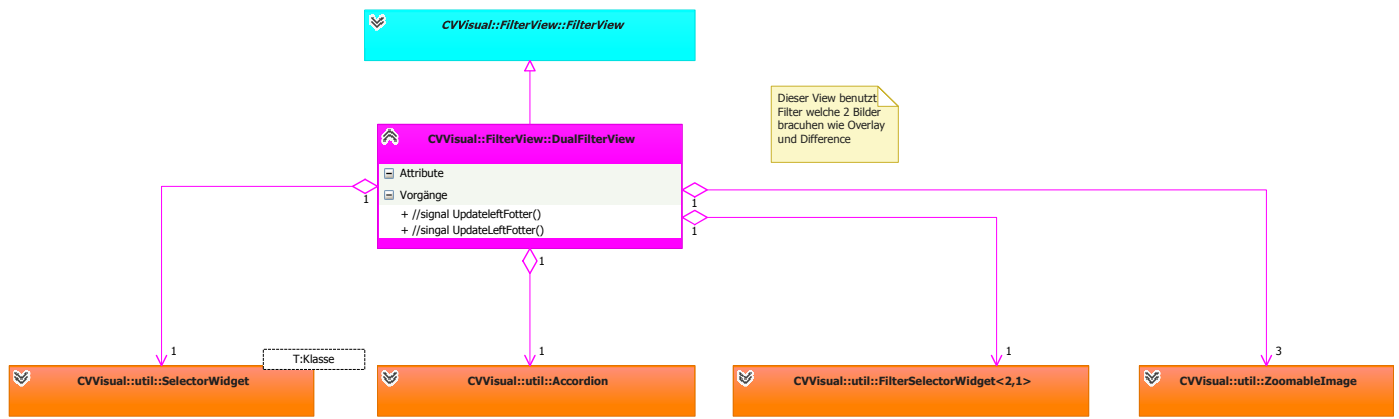 CVVisual::FilterView::FilterView
Dieser View benutzt
Filter welche 2 Bilder
bracuhen wie Overlay
und Difference
CVVisual::FilterView::DualFilterView
Attribute
Vorgänge
+ //signal UpdateleftFotter()
+ //singal UpdateLeftFotter()
1
1
1
1
1
1
1
3
T:Klasse
CVVisual::util::SelectorWidget
CVVisual::util::Accordion
CVVisual::util::FilterSelectorWidget<2,1>
CVVisual::util::ZoomableImage